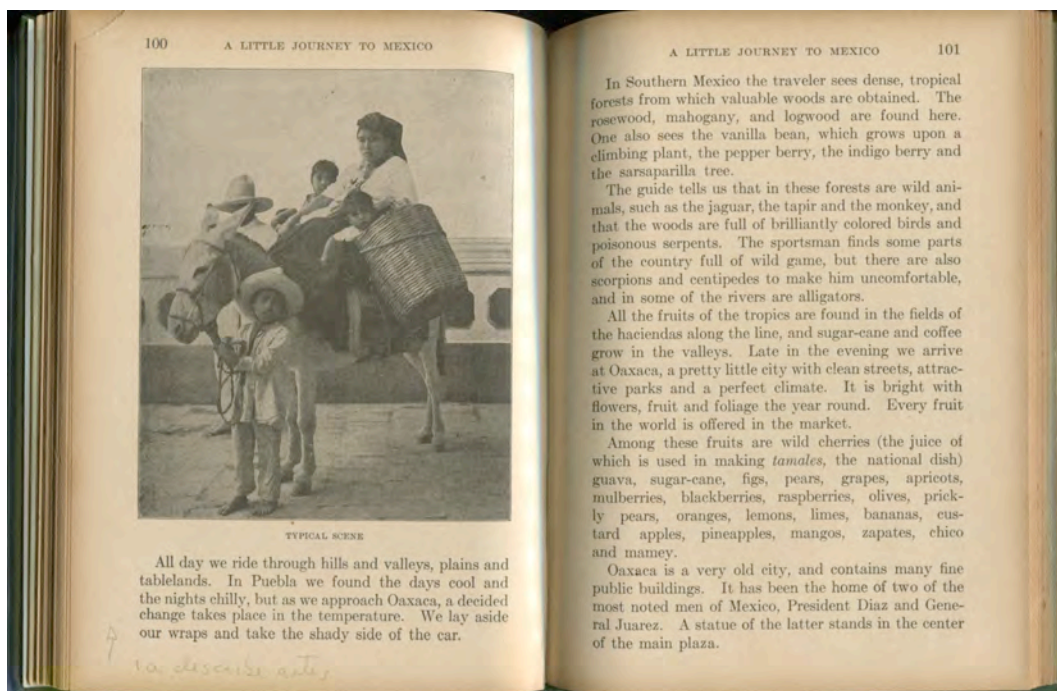 100
A LITTLE JOURNEY TO MEXICO
TYPICAL SCENE
All day we ride through hills and valleys, plains and
tablelands. In Puebla we found the days cool and
the nights chilly, but as we approach Oaxaca, a decided
change takes place in the temperature. We lay aside
our wraps and take the shady side of the car.
A LITTLE JOURNEY TO MEXICO
101
In Southern Mexico the traveler sees dense, tropical
forests from which valuable woods are obtained. The
rosewood, mahogany, and logwood are found here.
One also sees the vanilla bean, which grows upon a
climbing plant, the pepper berry, the indigo berry and
the sarsaparilla tree.
The guide tells us that in these forests are wild ani-
mals, such as the jaguar, the tapir and the monkey, and
that the woods are full of brilliantly colored birds and
poisonous serpents. The sportsman finds some parts
of the country full of wild game, but there are also
scorpions and centipedes to make him uncomfortable,
and in some of the rivers are alligators.
All the fruits of the tropics are found in the fields of
the haciendas along the line, and sugar-cane and coffee
grow in the valleys. Late in the evening we arrive
at Oaxaca, a pretty little city with clean streets, attrac-
tive parks and a perfect climate. It is bright with
flowers, fruit and foliage the year round. Every fruit
in the world is offered in the market.
Among these fruits are wild cherries (the juice of
which is used in making tamales, the national dish)
guava, sugar-cane, figs, pears, grapes, apricots,
mulberries, blackberries, raspberries, olives, prick-
ly pears, oranges, lemons, limes, bananas, cus-
tard apples, pineapples, mangos, zapates, chico
and mamey.
Oaxaca is a very old city, and contains many fine
public buildings. It has been the home of two of the
most noted men of Mexico, President Diaz and Gene-
ral Juarez. A statue of the latter stands in the center
of the main plaza.